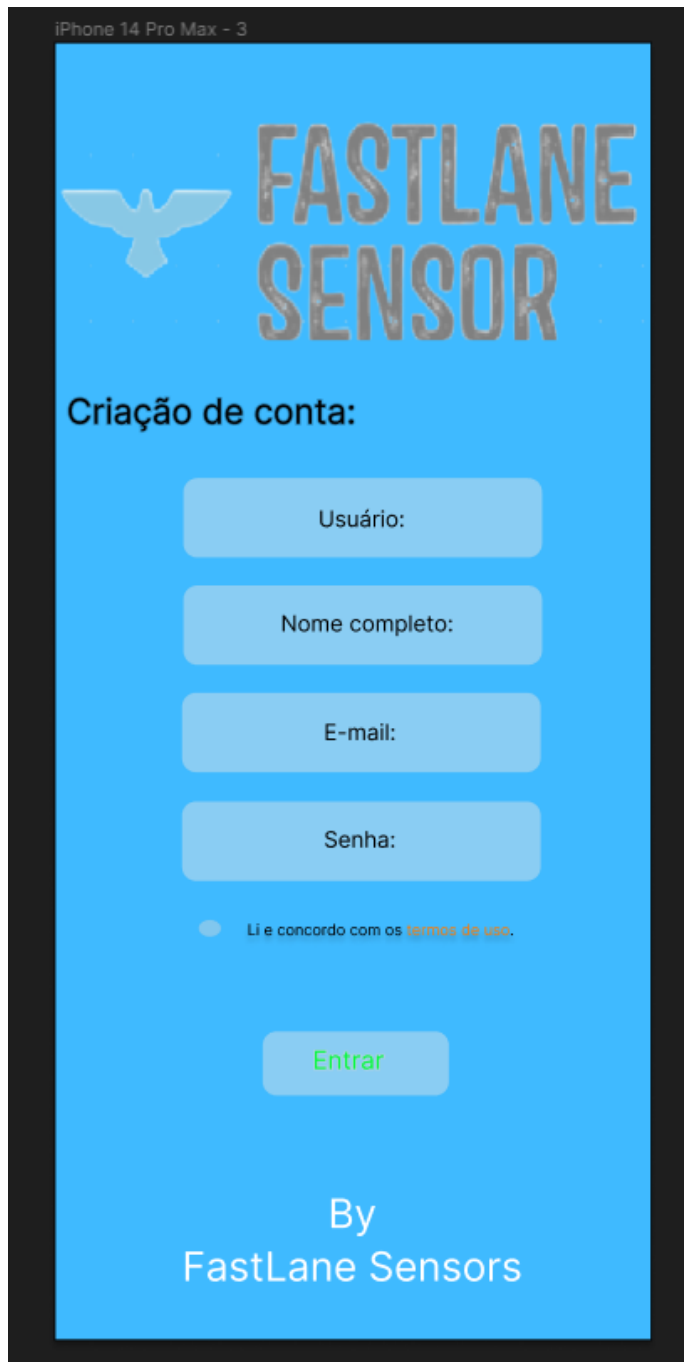 iPhone 14 Pro Max - 3
FASTLANE
SENSOR
Criação de conta:
Usuário:
Nome completo:
E-mail:
Senha:
Li e concordo com os termos de uso.
Entrar
By
FastLane Sensors